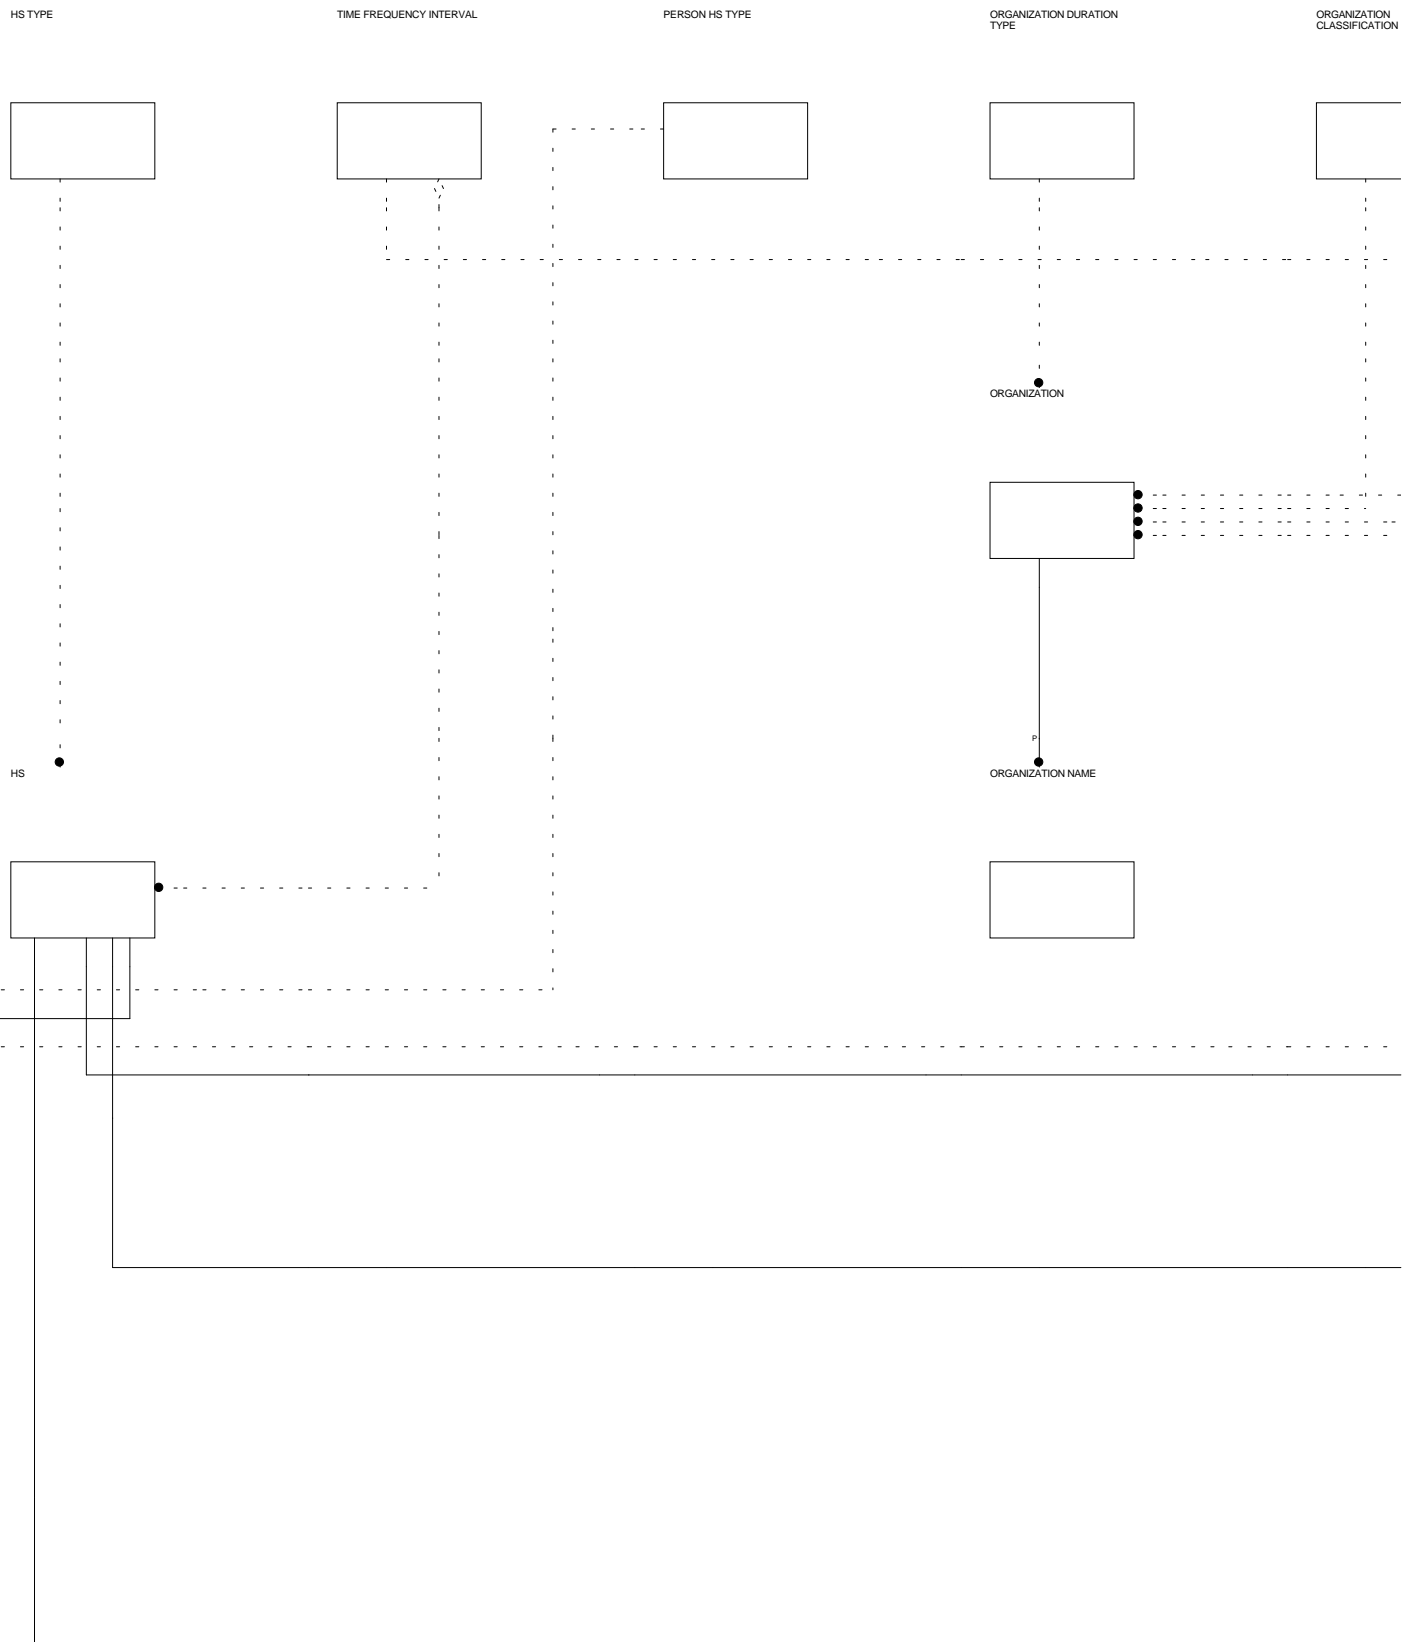 HS TYPE
TIME FREQUENCY INTERVAL
PERSON HS TYPE
ORGANIZATION DURATION
TYPE
ORGANIZATION
CLASSIFICATION
ORGANIZATION
P
HS
ORGANIZATION NAME